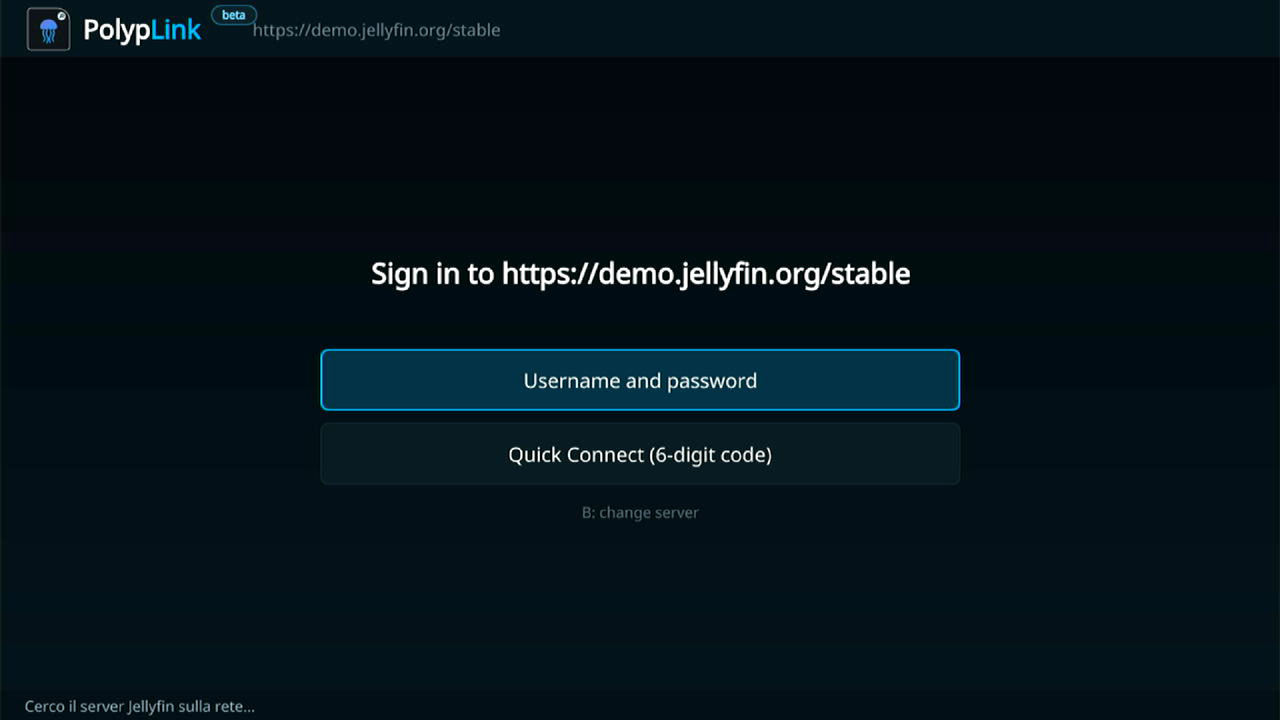 PolypLink
beta
https://demo.jellyfin.org/stable
Sign in to https://demo.jellyfin.org/stable
Username and password
Quick Connect (6-digit code)
B: change server
Cerco il server Jellyfin sulla rete...